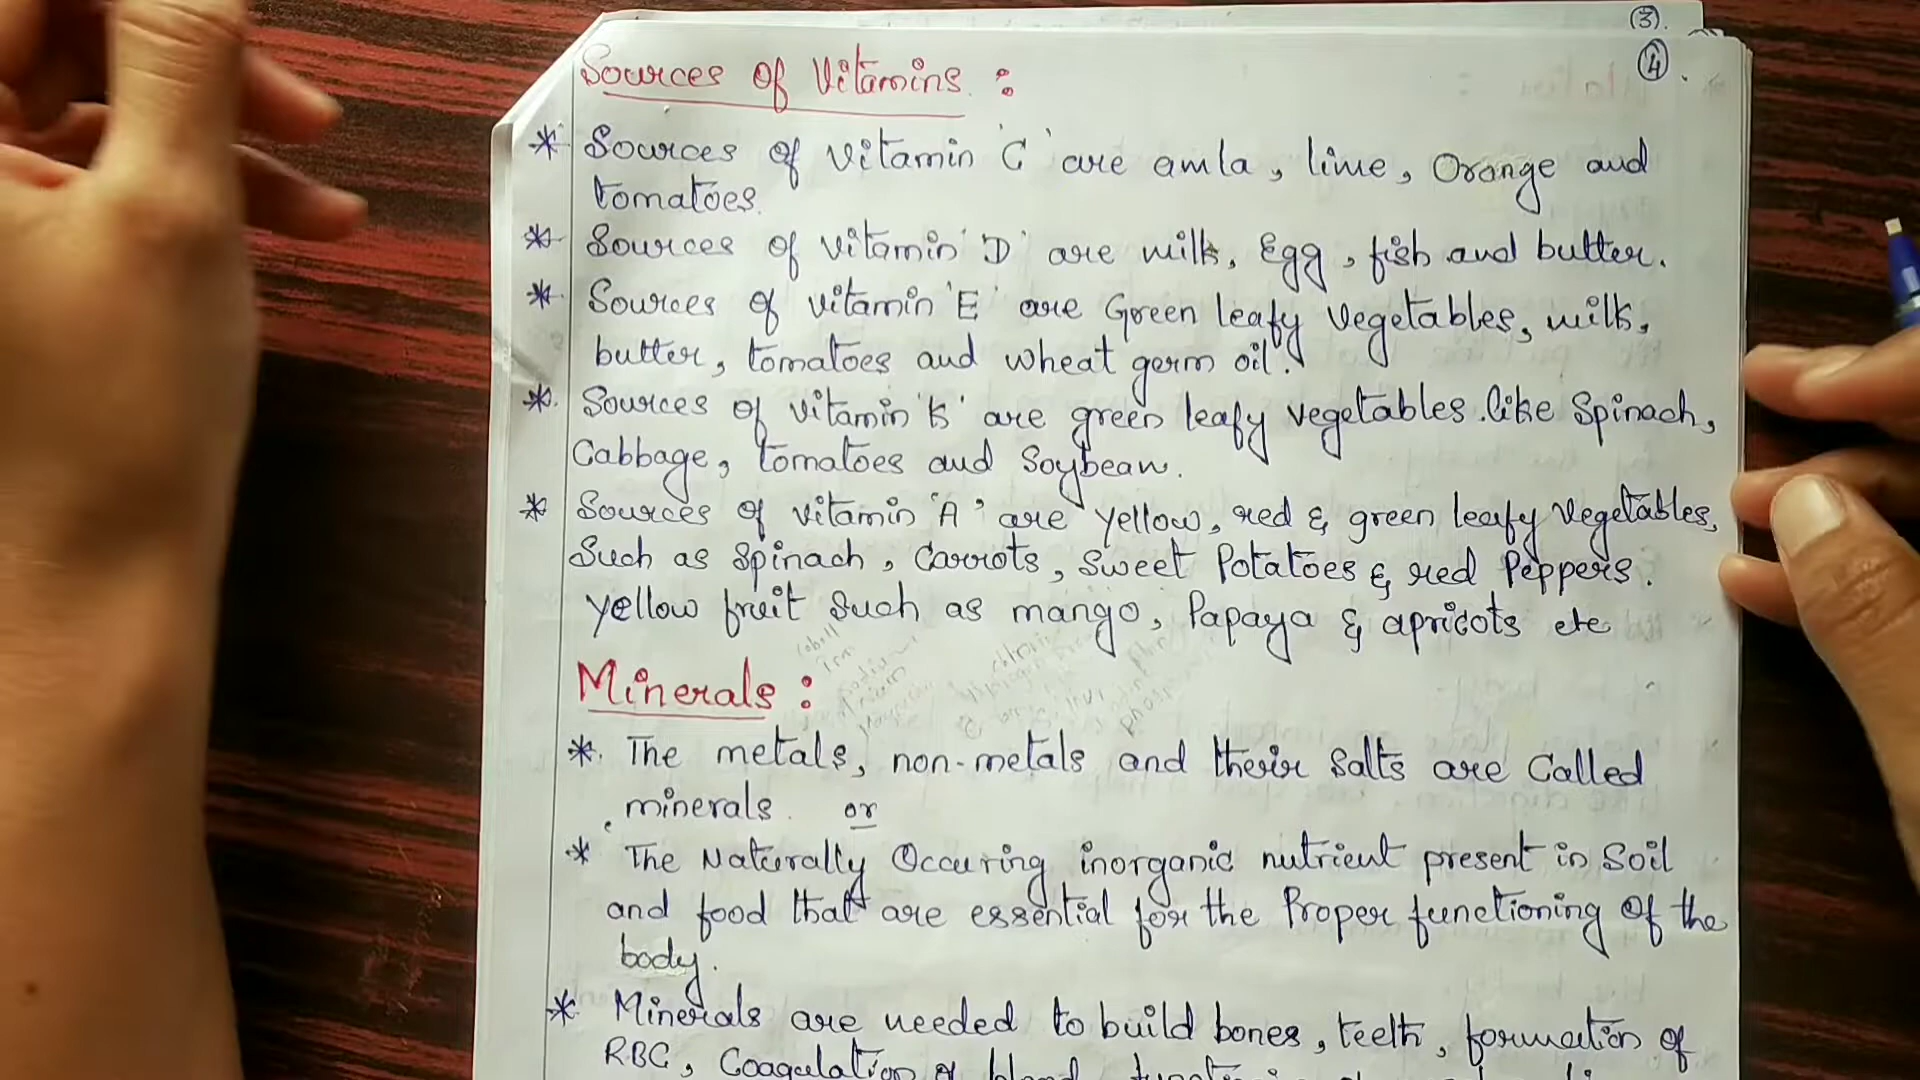 (3).
4.
Sources of Vitamins :
* Sources of vitamin 'C' are amla, lime, Orange and
tomatoes.
* Sources of vitamin 'D' are milk, Egg, fish and butter.
* Sources of vitamin 'E' are Green leafy Vegetables, milk,
butter, tomatoes and wheat germ oil.
* Sources of vitamin 'K' are green leafy vegetables like Spinach,
Cabbage, tomatoes and Soybean.
* Sources of vitamin 'A' are yellow, red & green leafy Vegetables,
Such as Spinach, Carrots, Sweet Potatoes & red Peppers.
yellow fruit Such as mango, Papaya & apricots etc
Minerals :
* The metals, non-metals and their Salts are Called
minerals. or
* The Naturally Occuring inorganic nutrient present in Soil
and food that are essential for the Proper functioning of the
body.
* Minerals are needed to build bones, teeth, formation of
RBC, Coagulation of blood,